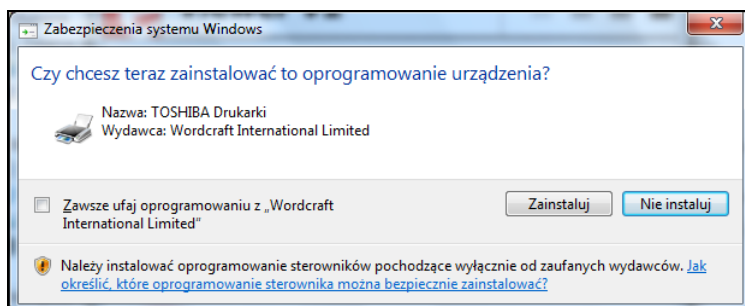 Zabezpieczenia systemu Windows
Czy chcesz teraz zainstalować to oprogramowanie urządzenia?
Nazwa: TOSHIBA Drukarki
Wydawca: Wordcraft International Limited
Zawsze ufaj oprogramowaniu z „Wordcraft
International Limited”
Zainstaluj
Nie instaluj
Należy instalować oprogramowanie sterowników pochodzące wyłącznie od zaufanych wydawców. Jak
określić, które oprogramowanie sterownika można bezpiecznie zainstalować?